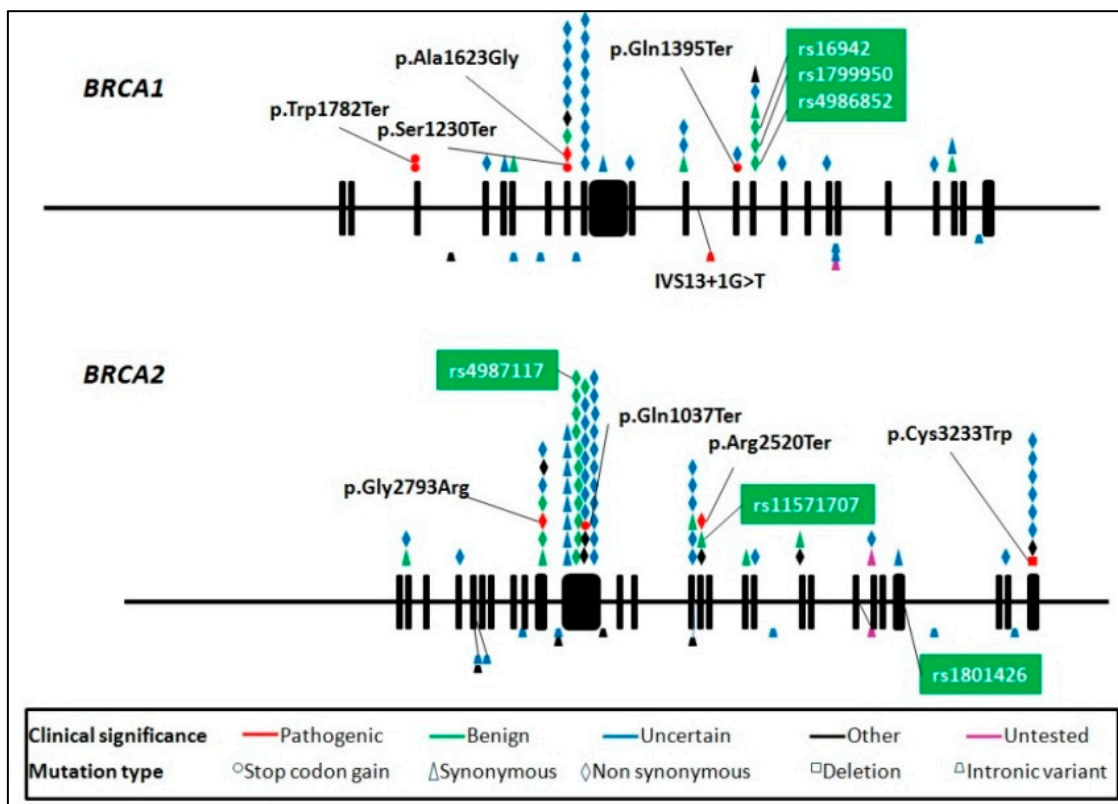 BRCA1
p.Trp1782Ter
p.Ala1623Gly
p.Ser1230Ter
p.Gln1395Ter
rs16942
rs1799950
rs4986852
IVS13+1G>T
BRCA2
rs4987117
p.Gly2793Arg
p.Gln1037Ter
p.Arg2520Ter
rs11571707
p.Cys3233Trp
rs1801426
Clinical significance Pathogenic Benign Uncertain Other Untested
Mutation type Stop codon gain Synonymous Non synonymous Deletion Intronic variant